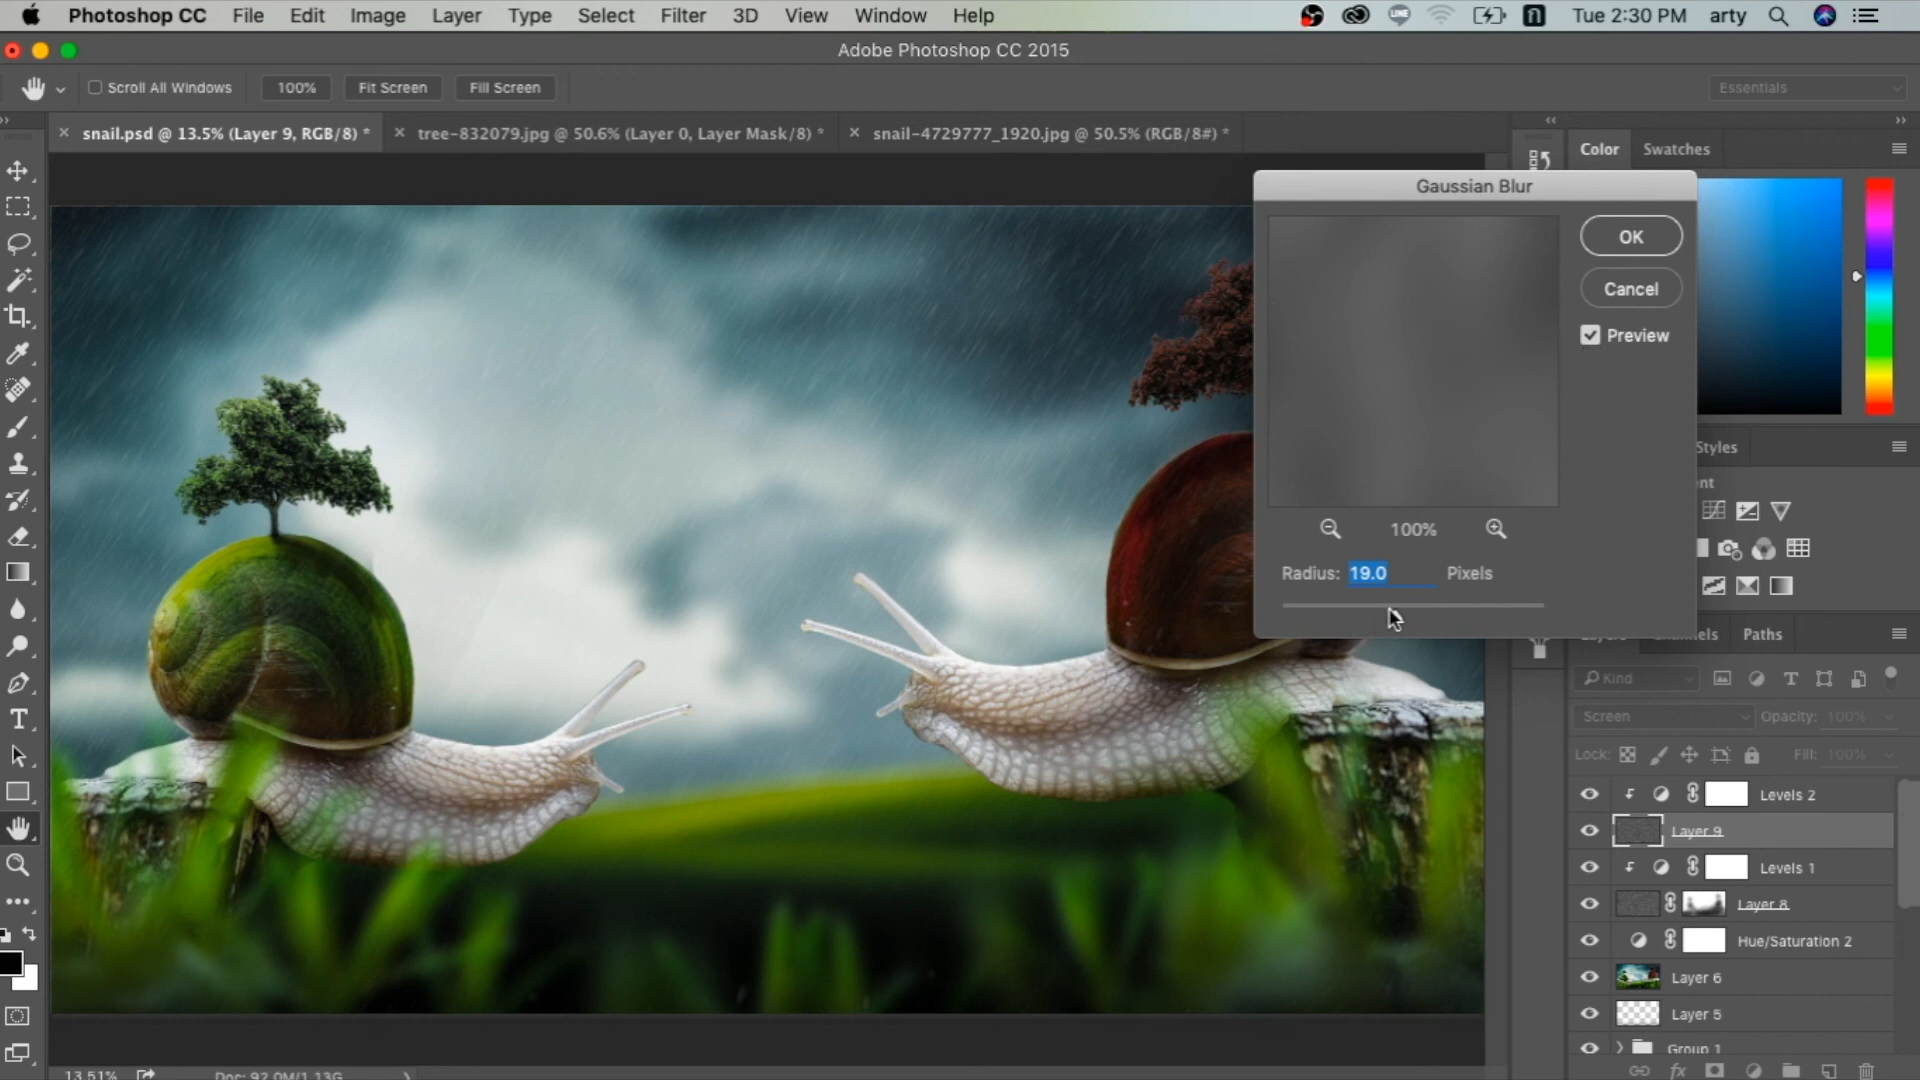 Photoshop CC File Edit Image Layer Type Select Filter 3D View Window Help Tue 2:30 PM arty
Adobe Photoshop CC 2015
Scroll All Windows 100% Fit Screen Fill Screen Essentials
snail.psd @ 13.5% (Layer 9, RGB/8) * tree-832079.jpg @ 50.6% (Layer 0, Layer Mask/8) * snail-4729777_1920.jpg @ 50.5% (RGB/8#) *
Color Swatches
Gaussian Blur
OK
Cancel
Preview
100%
Radius: 19.0 Pixels
Styles
Paths
Kind
Screen Opacity: 100%
Lock: Fill: 100%
Levels 2
Layer 9
Levels 1
Layer 8
Hue/Saturation 2
Layer 6
Layer 5
Group 1
13.51% Doc: 92.0M/1.13G